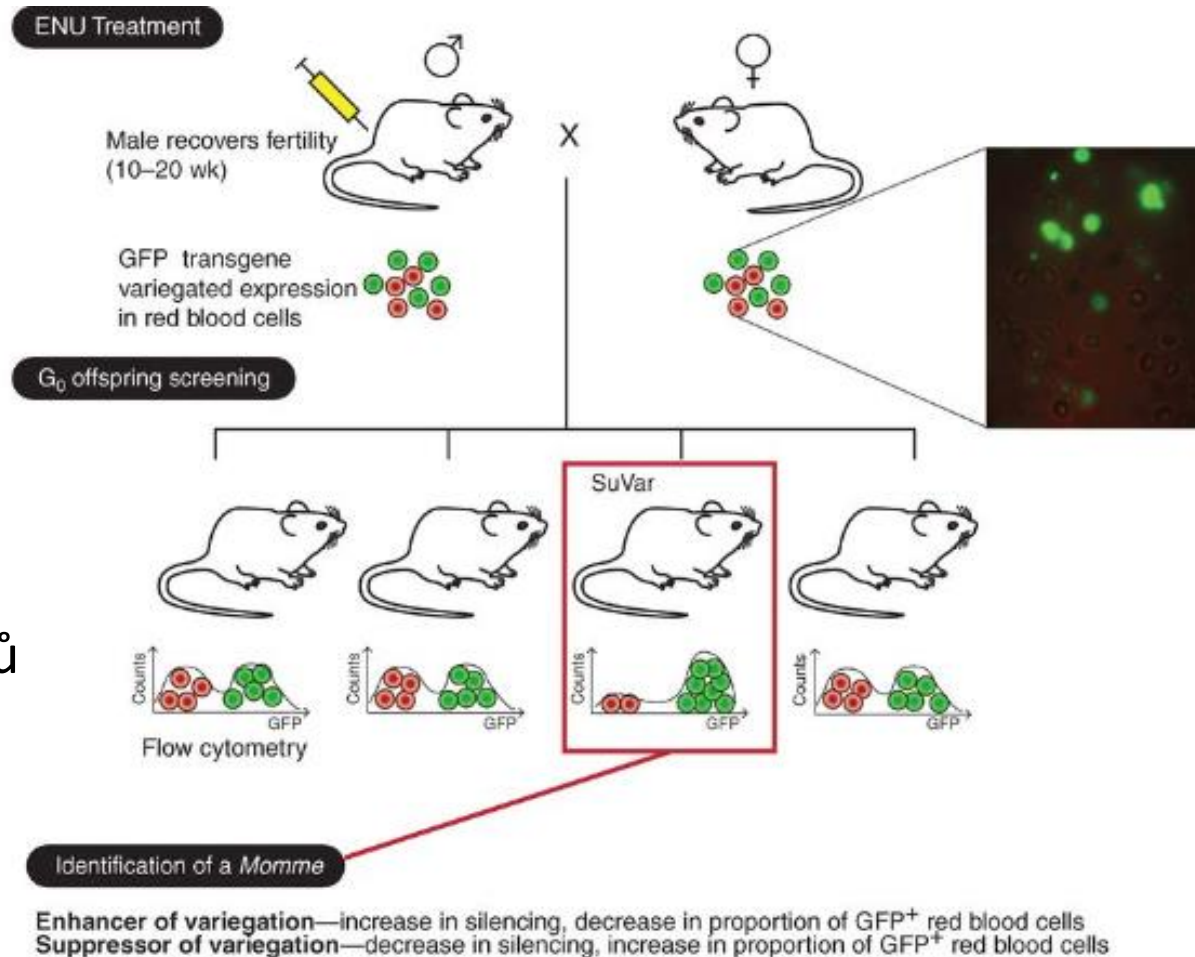 ENU Treatment
♂
♀
Male recovers fertility
(10–20 wk)
X
GFP transgene
variegated expression
in red blood cells
G₀ offspring screening
SuVar
ů
Counts
GFP
Counts
GFP
Counts
GFP
Counts
GFP
Flow cytometry
Identification of a Momme
Enhancer of variegation—increase in silencing, decrease in proportion of GFP⁺ red blood cells
Suppressor of variegation—decrease in silencing, increase in proportion of GFP⁺ red blood cells